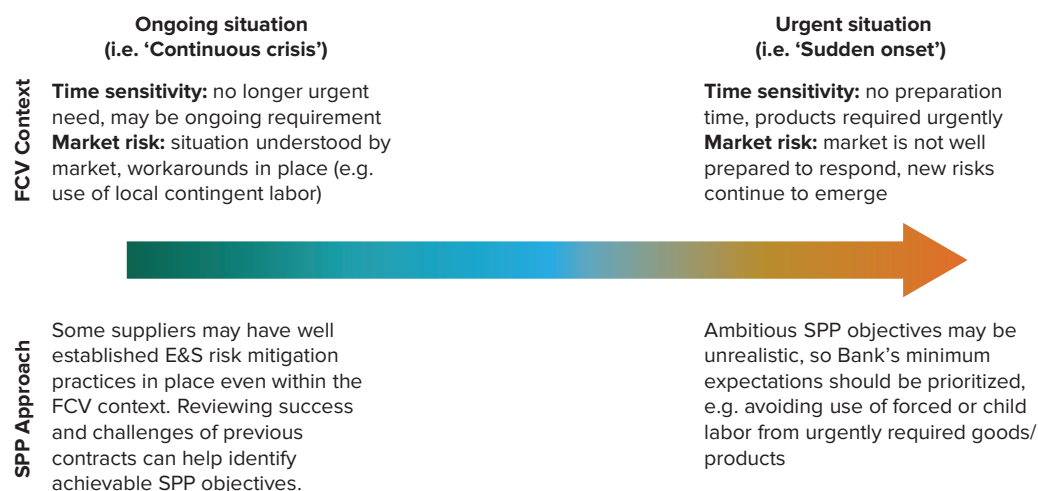 Ongoing situation
(i.e. ‘Continuous crisis’)
Urgent situation
(i.e. ‘Sudden onset’)
FCV Context
Time sensitivity: no longer urgent
need, may be ongoing requirement
Market risk: situation understood by
market, workarounds in place (e.g.
use of local contingent labor)
Time sensitivity: no preparation
time, products required urgently
Market risk: market is not well
prepared to respond, new risks
continue to emerge
SPP Approach
Some suppliers may have well
established E&S risk mitigation
practices in place even within the
FCV context. Reviewing success
and challenges of previous
contracts can help identify
achievable SPP objectives.
Ambitious SPP objectives may be
unrealistic, so Bank’s minimum
expectations should be prioritized,
e.g. avoiding use of forced or child
labor from urgently required goods/
products